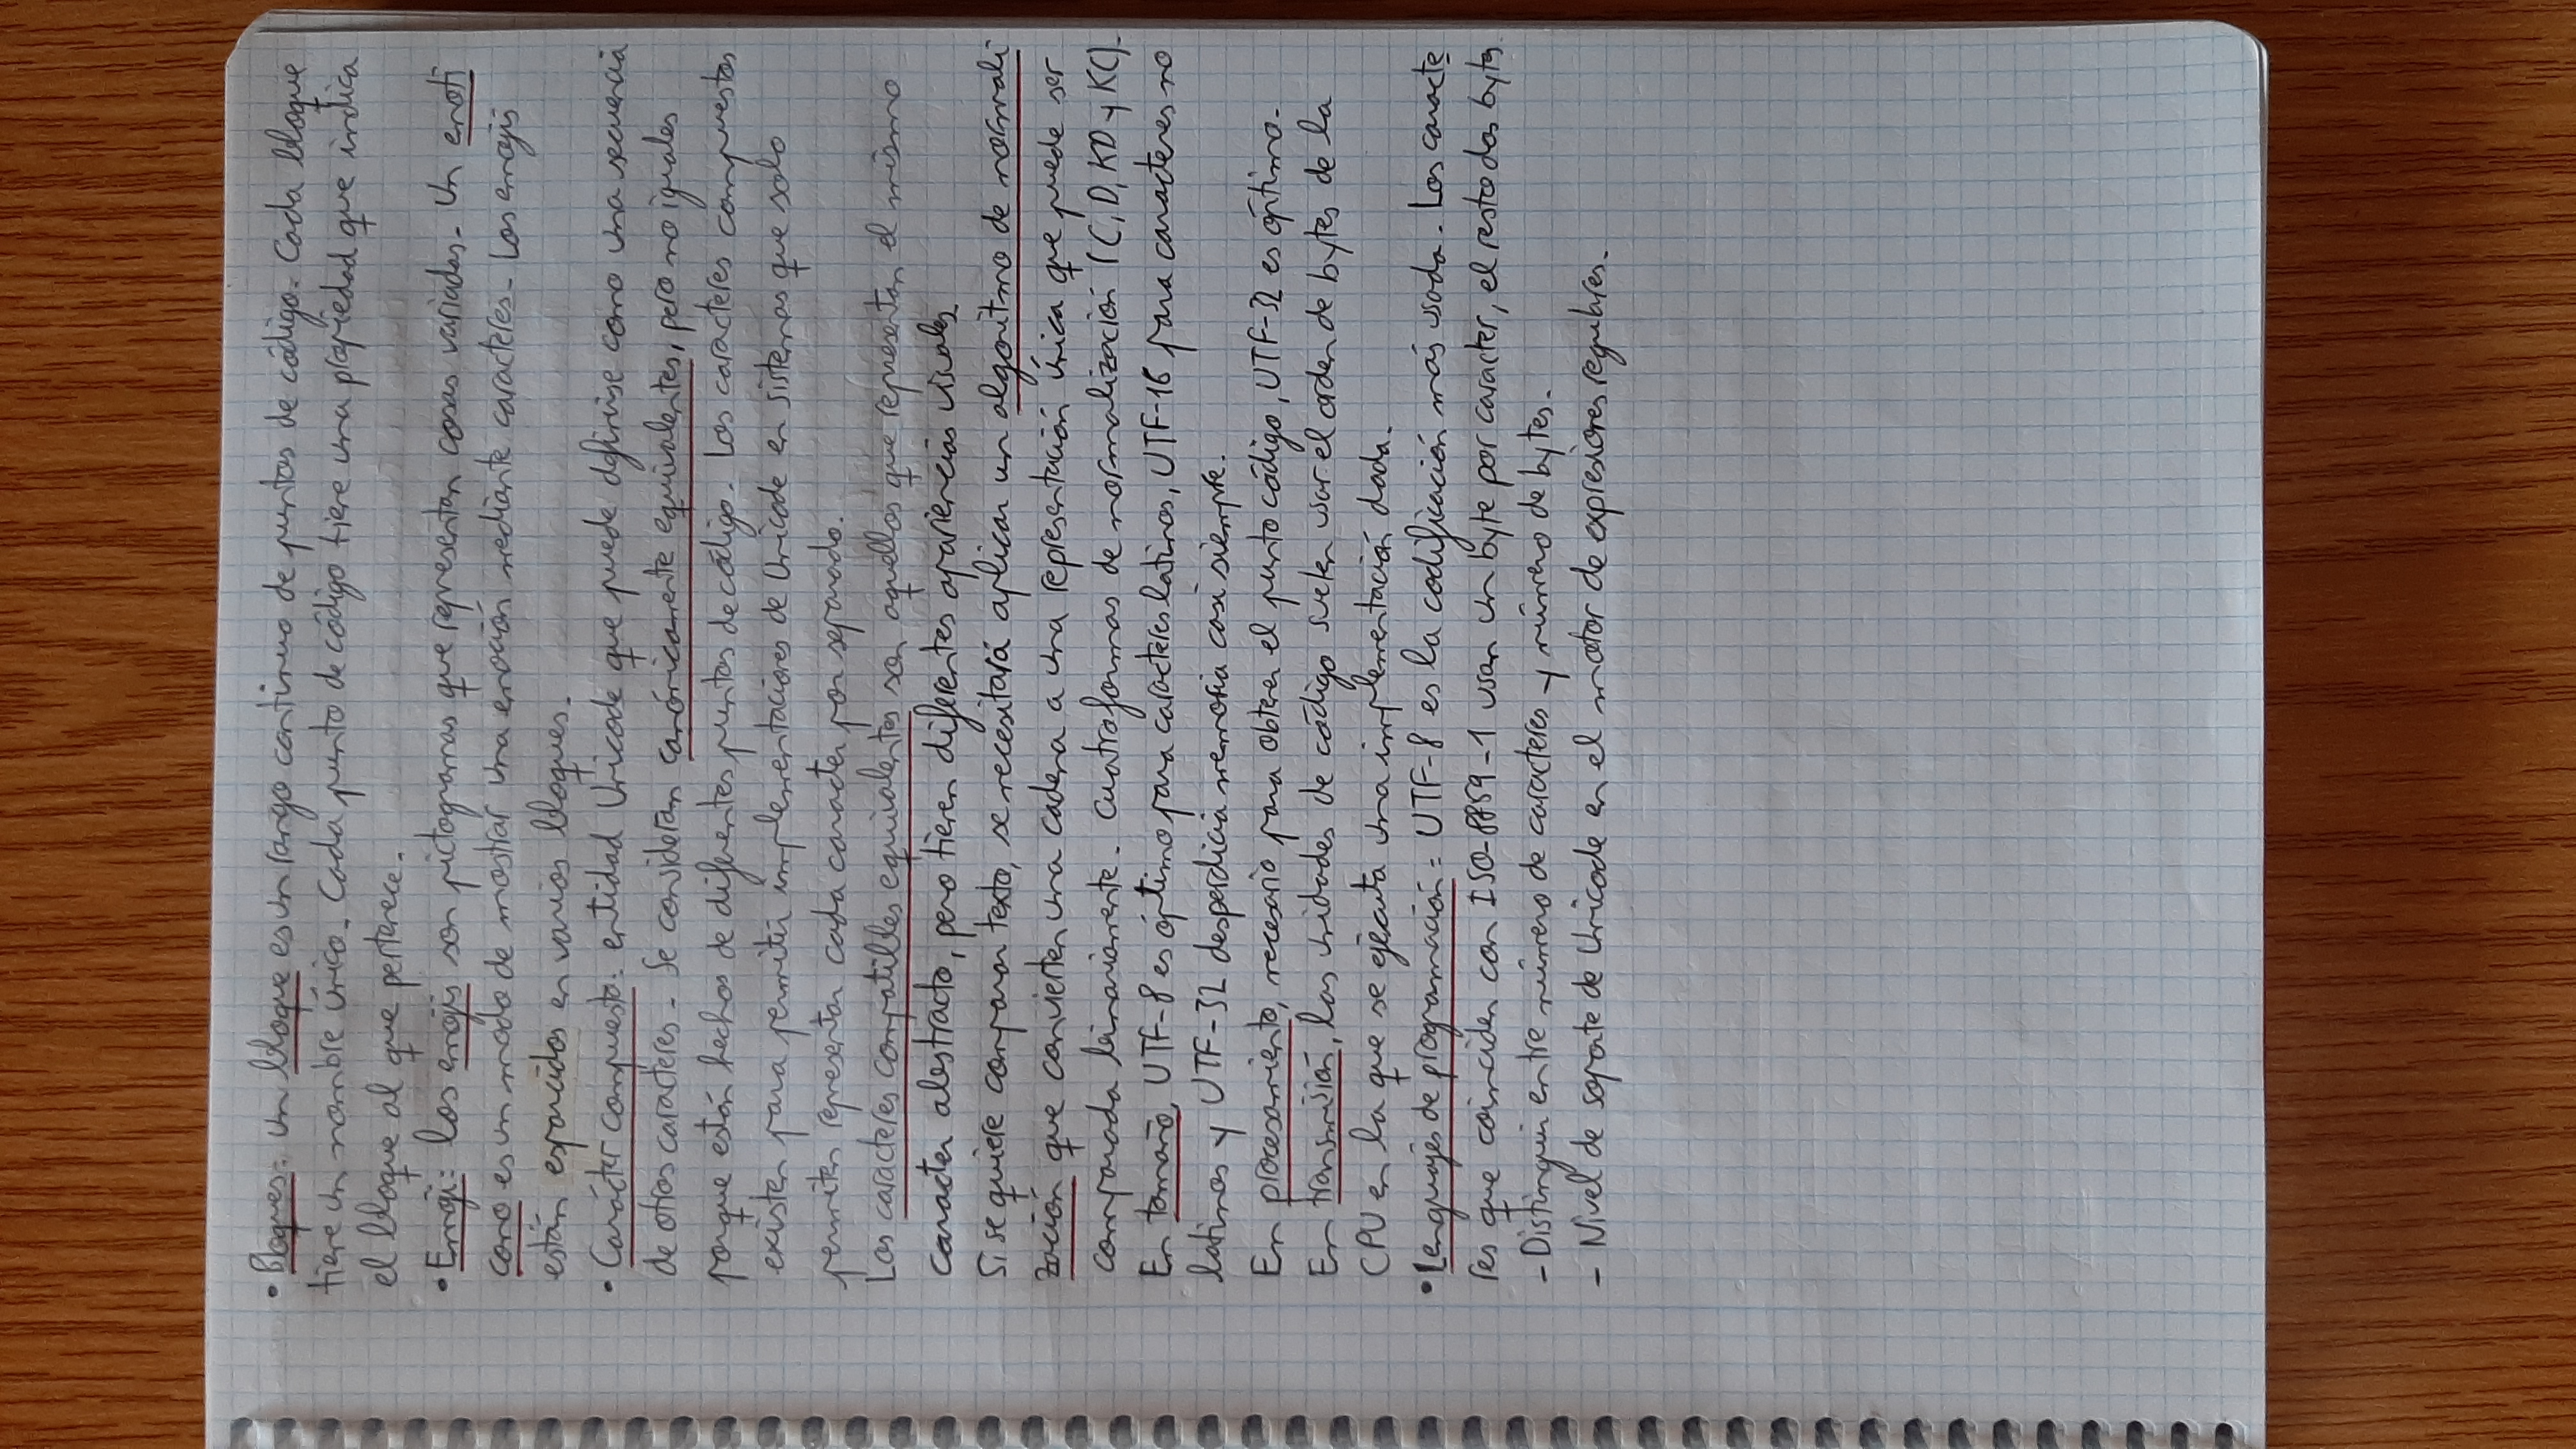 • Bloques: un bloque es un rango continuo de puntos de código. Cada bloque
tiene un nombre único. Cada punto de código tiene una propiedad que indica
el bloque al que pertenece.
• Emoji: los emojis son pictogramas que representan cosas variadas. Un emoti
cono es un modo de mostrar una emoción mediante caracteres. Los emojis
están esparcidos en varios bloques.
• Carácter compuesto: entidad Unicode que puede definirse como una secuencia
de otros caracteres. Se consideran canónicamente equivalentes, pero no iguales
porque están hechos de diferentes puntos de código. Los caracteres compuestos
existen para permitir implementaciones de Unicode en sistemas que solo
permiten representar cada caracter por separado.
Los caracteres compatibles equivalentes son aquellos que representan el mismo
caracter abstracto, pero tienen diferentes apariencias visuales.
Si se quiere comparar texto, se necesitará aplicar un algoritmo de normali
zación que convierten una cadena a una representación única que puede ser
comparada binariamente. Cuatro formas de normalización (C, D, KD y KC).
En tamaño, UTF-8 es óptimo para caracteres latinos, UTF-16 para caracteres no
latinos y UTF-32 desperdicia memoria casi siempre.
En procesamiento, necesario para obtener el punto código, UTF-32 es óptimo.
En transmisión, las unidades de código suelen usar el orden de bytes de la
CPU en la que se ejecuta una implementación dada.
• Lenguajes de programación: UTF-8 es la codificación más usada. Los caracte
res que coinciden con ISO-8859-1 usan un byte por caracter, el resto dos bytes.
- Distinguir entre número de caracteres y número de bytes.
- Nivel de soporte de Unicode en el motor de expresiones regulares.